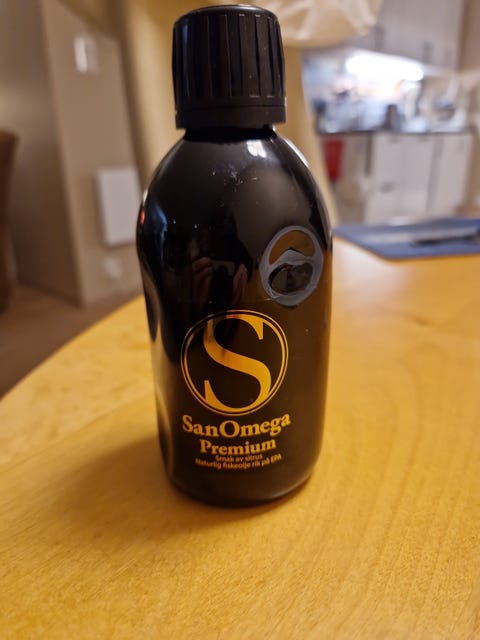 S
SanOmega
Premium
Smak av sitrus
Naturlig fiskeolje rik på EPA